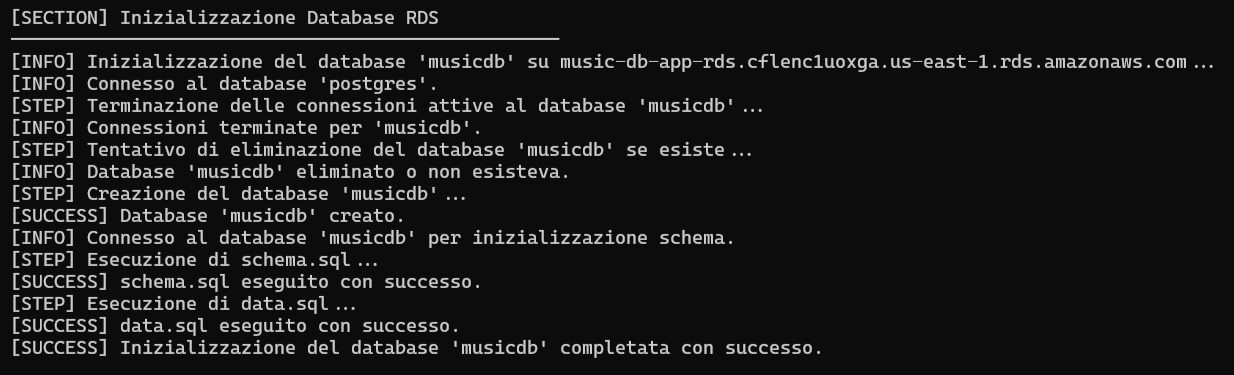 [SECTION] Inizializzazione Database RDS
[INFO] Inizializzazione del database 'musicdb' su music-db-app-rds.cflenc1uoxga.us-east-1.rds.amazonaws.com...
[INFO] Connesso al database 'postgres'.
[STEP] Terminazione delle connessioni attive al database 'musicdb'...
[INFO] Connessioni terminate per 'musicdb'.
[STEP] Tentativo di eliminazione del database 'musicdb' se esiste...
[INFO] Database 'musicdb' eliminato o non esisteva.
[STEP] Creazione del database 'musicdb'...
[SUCCESS] Database 'musicdb' creato.
[INFO] Connesso al database 'musicdb' per inizializzazione schema.
[STEP] Esecuzione di schema.sql...
[SUCCESS] schema.sql eseguito con successo.
[STEP] Esecuzione di data.sql...
[SUCCESS] data.sql eseguito con successo.
[SUCCESS] Inizializzazione del database 'musicdb' completata con successo.